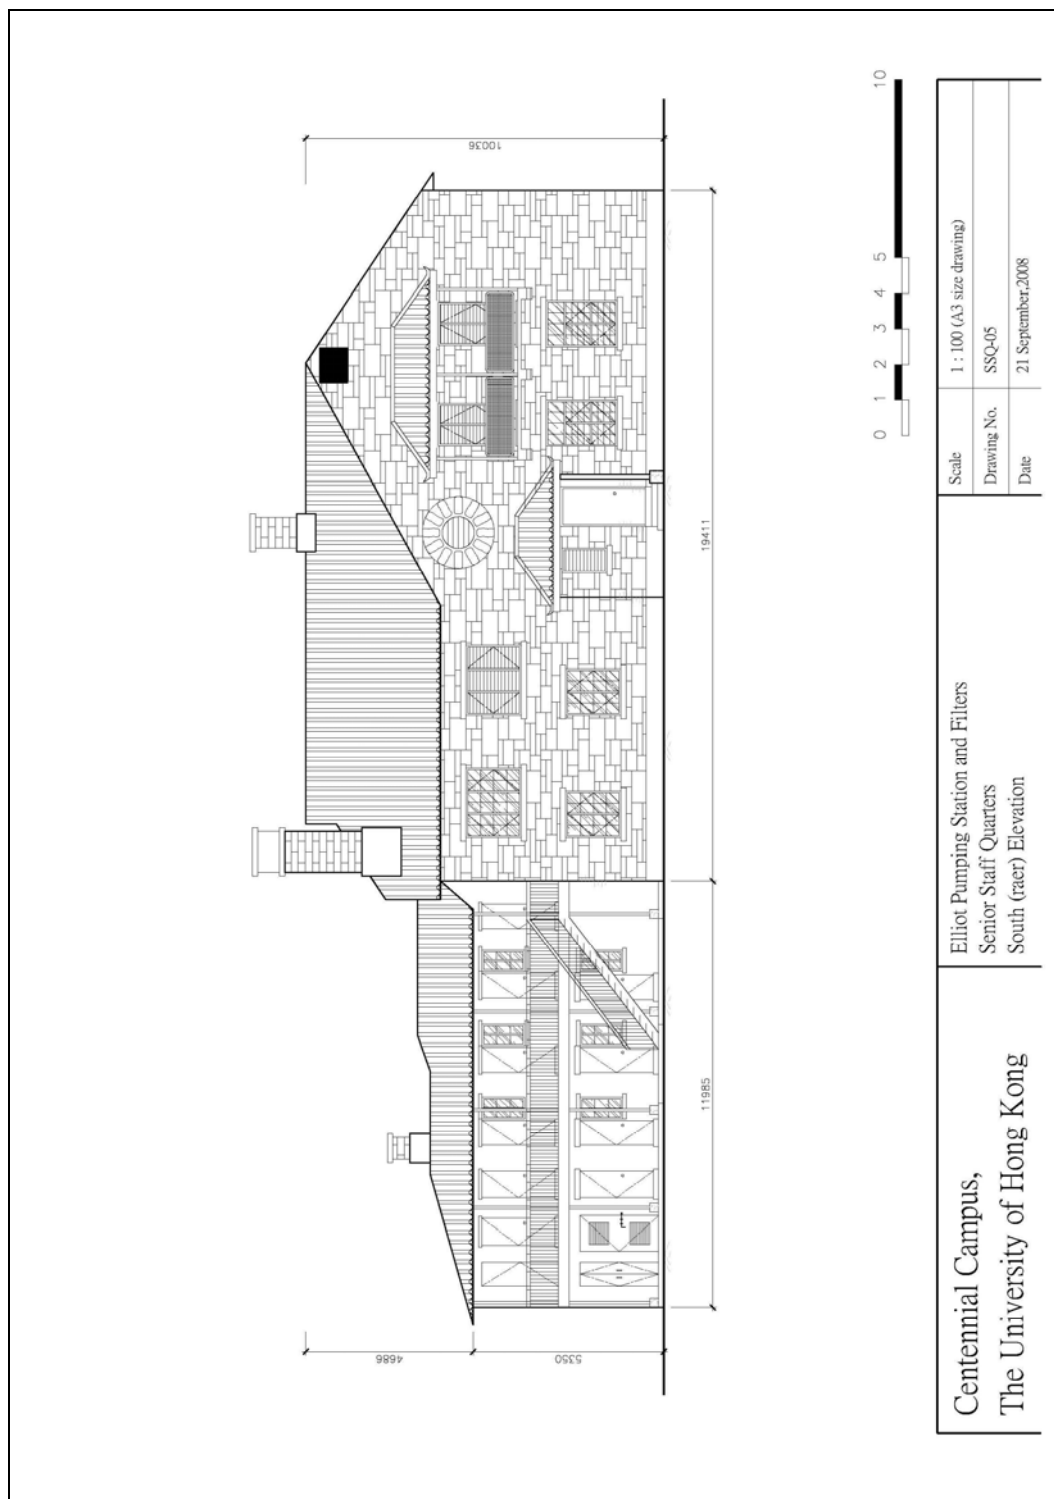 10036
4686
5350
11985
19411
0 1 2 3 4 5 10
Centennial Campus,
The University of Hong Kong
Elliot Pumping Station and Filters
Senior Staff Quarters
South (raer) Elevation
Scale 1 : 100 (A3 size drawing)
Drawing No. SSQ-05
Date 21 September,2008